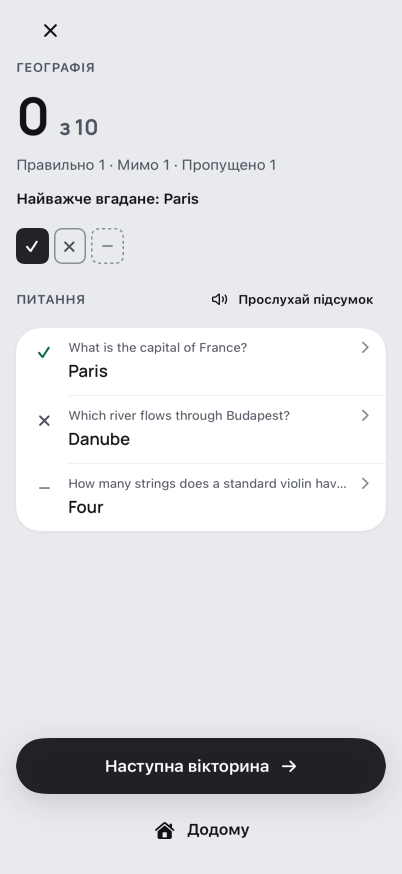 ГЕОГРАФІЯ
0 з 10
Правильно 1 · Мимо 1 · Пропущено 1
Найважче вгадане: Paris
ПИТАННЯ
Прослухай підсумок
What is the capital of France?
Paris
Which river flows through Budapest?
Danube
How many strings does a standard violin hav...
Four
Наступна вікторина
Додому